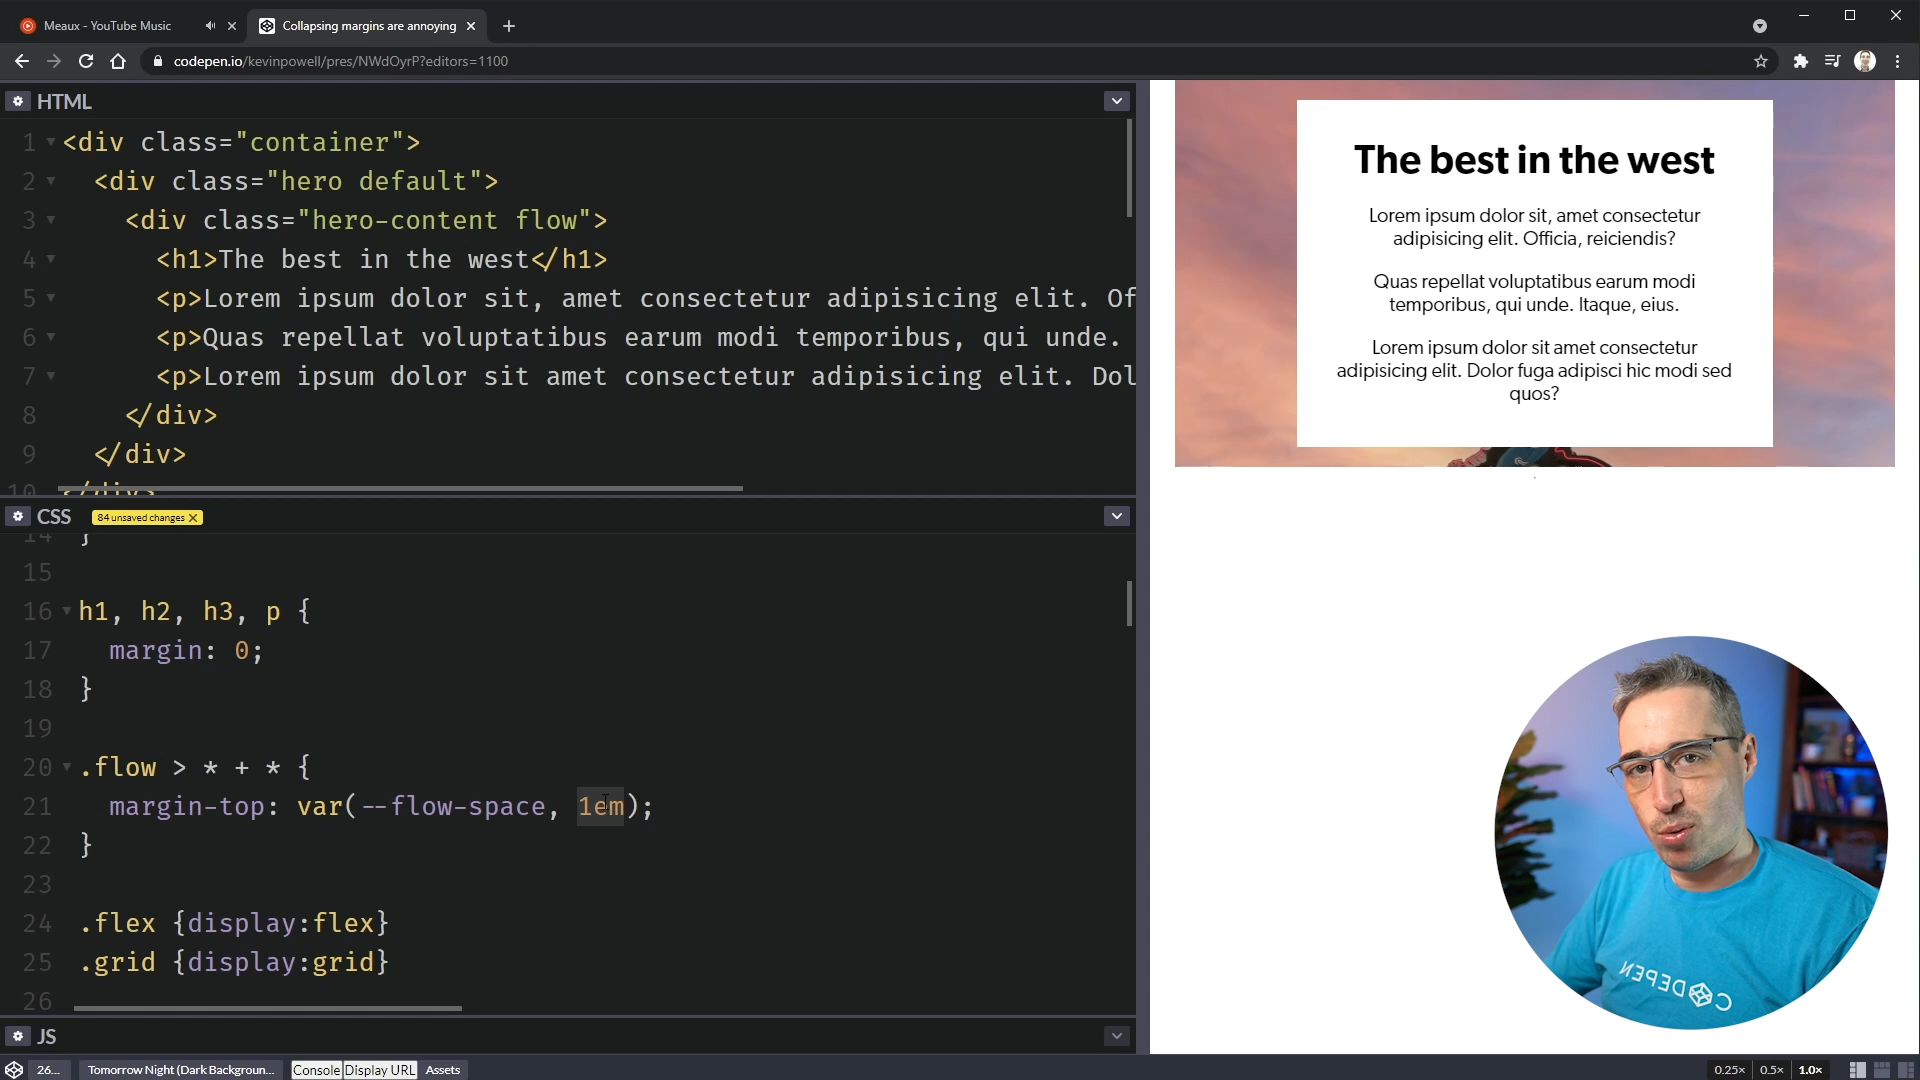 Meaux - YouTube Music
Collapsing margins are annoying
codepen.io/kevinpowell/pres/NWdOyrP?editors=1100
HTML
1 <div class="container">
2 <div class="hero default">
3 <div class="hero-content flow">
4 <h1>The best in the west</h1>
5 <p>Lorem ipsum dolor sit, amet consectetur adipisicing elit. Of
6 <p>Quas repellat voluptatibus earum modi temporibus, qui unde.
7 <p>Lorem ipsum dolor sit amet consectetur adipisicing elit. Dol
8 </div>
9 </div>
10 </div>
CSS 84 unsaved changes
14 }
15
16 h1, h2, h3, p {
17 margin: 0;
18 }
19
20 .flow > * + * {
21 margin-top: var(--flow-space, 1em);
22 }
23
24 .flex {display:flex}
25 .grid {display:grid}
26
JS
26... Tomorrow Night (Dark Backgroun... Console Display URL Assets
0.25× 0.5× 1.0×
The best in the west
Lorem ipsum dolor sit, amet consectetur
adipisicing elit. Officia, reiciendis?
Quas repellat voluptatibus earum modi
temporibus, qui unde. Itaque, eius.
Lorem ipsum dolor sit amet consectetur
adipisicing elit. Dolor fuga adipisci hic modi sed
quos?
CODEPEN